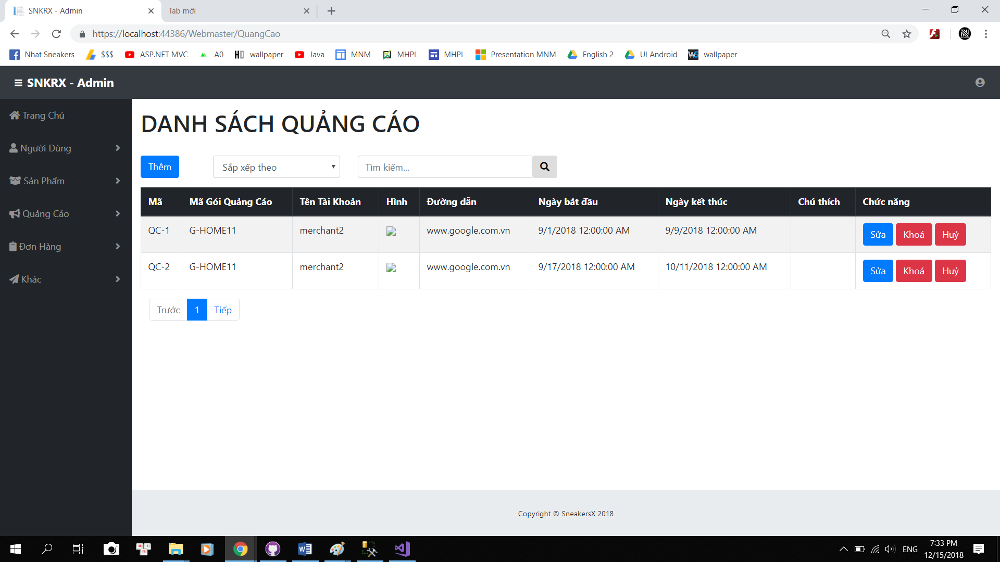 SNKRX - Admin
Tab mới
https://localhost:44386/Webmaster/QuangCao
Nhạt Sneakers
$$$
ASP.NET MVC
A0
HD wallpaper
Java
MNM
MHPL
MHPL
Presentation MNM
English 2
UI Android
wallpaper
SNKRX - Admin
Trang Chủ
Người Dùng
Sản Phẩm
Quảng Cáo
Đơn Hàng
Khác
DANH SÁCH QUẢNG CÁO
Thêm
Sắp xếp theo
Tìm kiếm...
Mã Mã Gói Quảng Cáo Tên Tài Khoản Hình Đường dẫn Ngày bắt đầu Ngày kết thúc Chú thích Chức năng
QC-1 G-HOME11 merchant2 www.google.com.vn 9/1/2018 12:00:00 AM 9/9/2018 12:00:00 AM Sửa Khoá Huỷ
QC-2 G-HOME11 merchant2 www.google.com.vn 9/17/2018 12:00:00 AM 10/11/2018 12:00:00 AM Sửa Khoá Huỷ
Trước 1 Tiếp
Copyright © SneakersX 2018
ENG
7:33 PM
12/15/2018